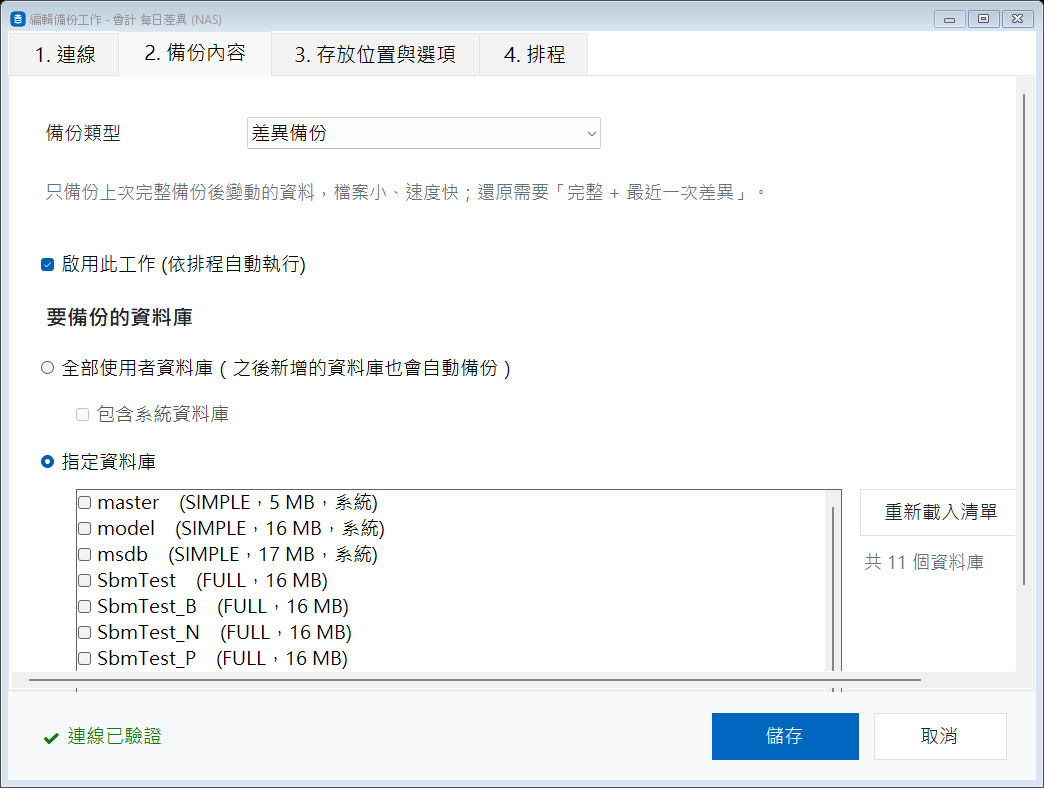 編輯備份工作 - 會計 每日差異 (NAS)
1. 連線
2. 備份內容
3. 存放位置與選項
4. 排程
備份類型
差異備份
只備份上次完整備份後變動的資料，檔案小、速度快；還原需要「完整 + 最近一次差異」。
啟用此工作 (依排程自動執行)
要備份的資料庫
全部使用者資料庫 ( 之後新增的資料庫也會自動備份 )
包含系統資料庫
指定資料庫
master (SIMPLE，5 MB，系統)
model (SIMPLE，16 MB，系統)
msdb (SIMPLE，17 MB，系統)
SbmTest (FULL，16 MB)
SbmTest_B (FULL，16 MB)
SbmTest_N (FULL，16 MB)
SbmTest_P (FULL，16 MB)
重新載入清單
共 11 個資料庫
連線已驗證
儲存
取消